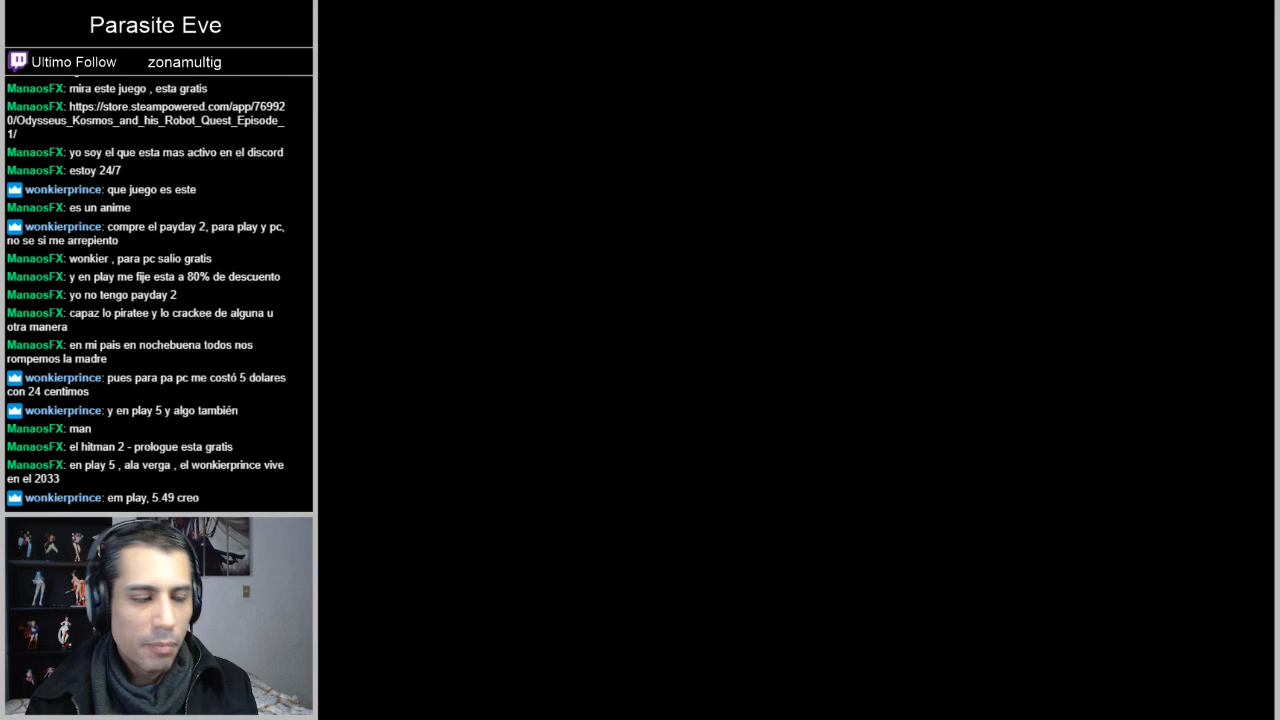 Parasite Eve
Ultimo Follow zonamultig
ManaosFX: mira este juego , esta gratis
ManaosFX: https://store.steampowered.com/app/76992
0/Odysseus_Kosmos_and_his_Robot_Quest_Episode_
1/
ManaosFX: yo soy el que esta mas activo en el discord
ManaosFX: estoy 24/7
wonkierprince: que juego es este
ManaosFX: es un anime
wonkierprince: compre el payday 2, para play y pc,
no se si me arrepiento
ManaosFX: wonkier , para pc salio gratis
ManaosFX: y en play me fije esta a 80% de descuento
ManaosFX: yo no tengo payday 2
ManaosFX: capaz lo piratee y lo crackee de alguna u
otra manera
ManaosFX: en mi pais en nochebuena todos nos
rompemos la madre
wonkierprince: pues para pa pc me costó 5 dolares
con 24 centimos
wonkierprince: y en play 5 y algo también
ManaosFX: man
ManaosFX: el hitman 2 - prologue esta gratis
ManaosFX: en play 5 , ala verga , el wonkierprince vive
en el 2033
wonkierprince: em play, 5.49 creo